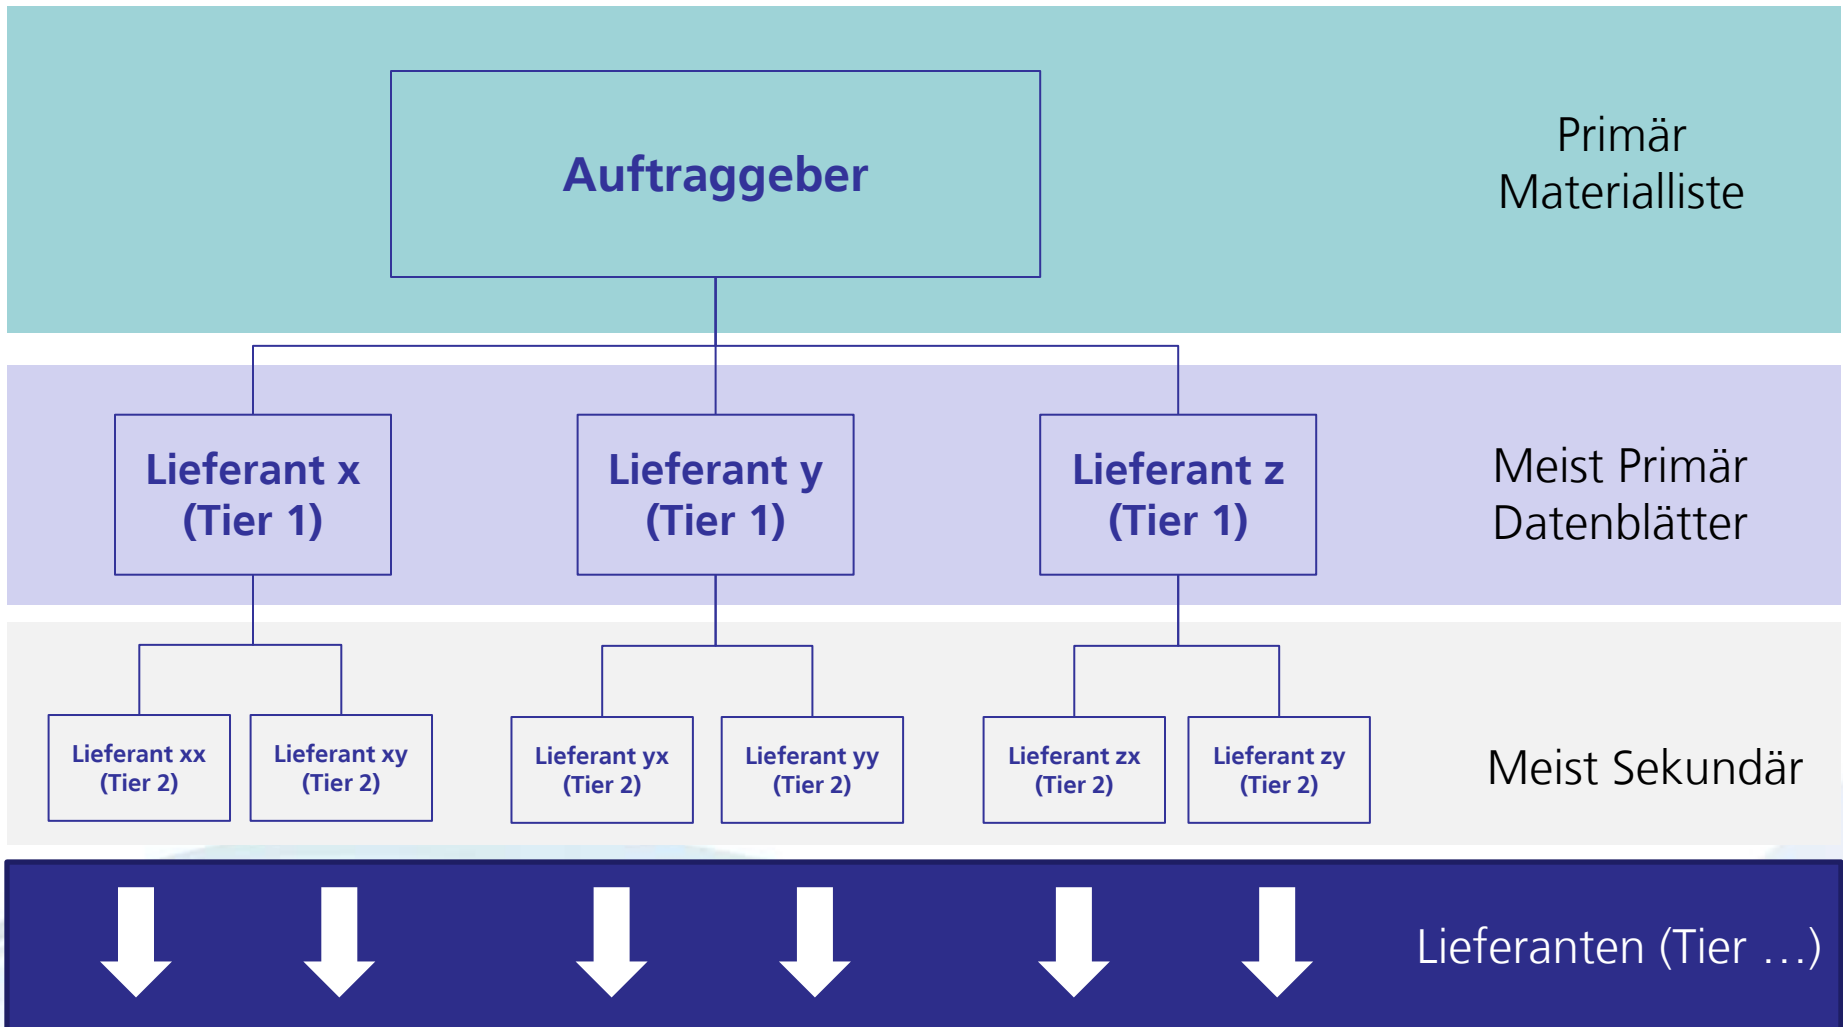 Auftraggeber
Primär
Materialliste
Lieferant x
(Tier 1)
Lieferant y
(Tier 1)
Lieferant z
(Tier 1)
Meist Primär
Datenblätter
Lieferant xx
(Tier 2)
Lieferant xy
(Tier 2)
Lieferant yx
(Tier 2)
Lieferant yy
(Tier 2)
Lieferant zx
(Tier 2)
Lieferant zy
(Tier 2)
Meist Sekundär
Lieferanten (Tier …)